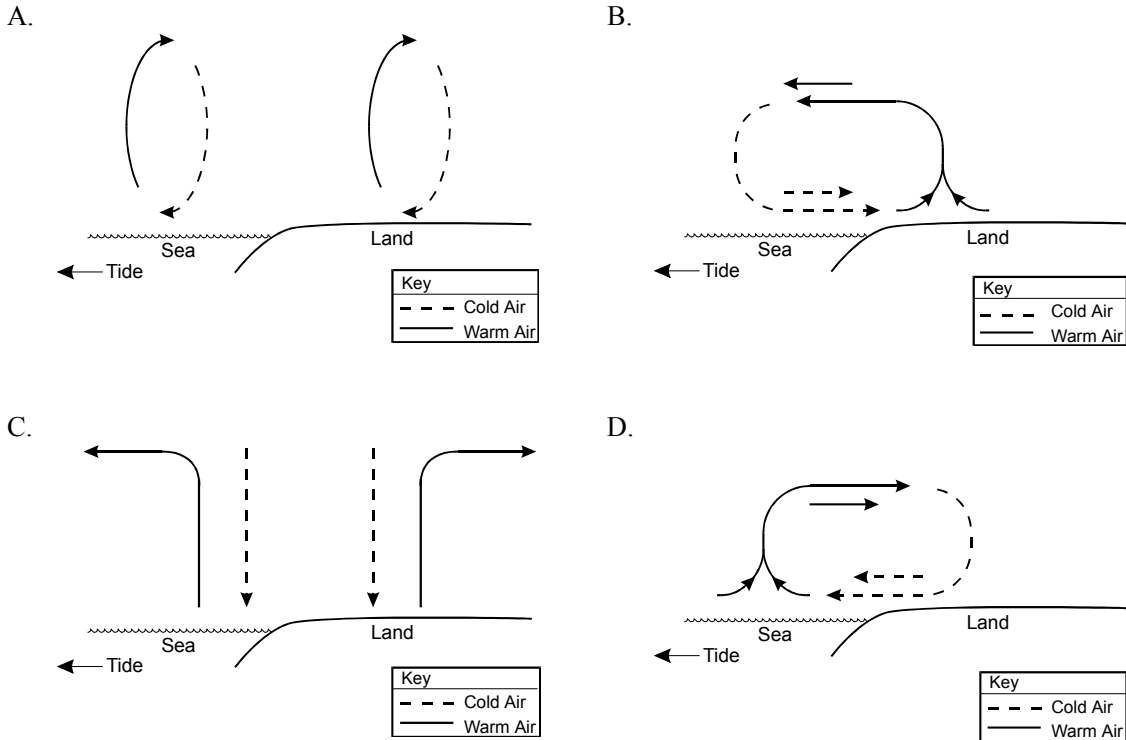 A.
Sea
Land
Tide
Key
Cold Air
Warm Air
B.
Sea
Land
Tide
Key
Cold Air
Warm Air
C.
Sea
Land
Tide
Key
Cold Air
Warm Air
D.
Sea
Land
Tide
Key
Cold Air
Warm Air